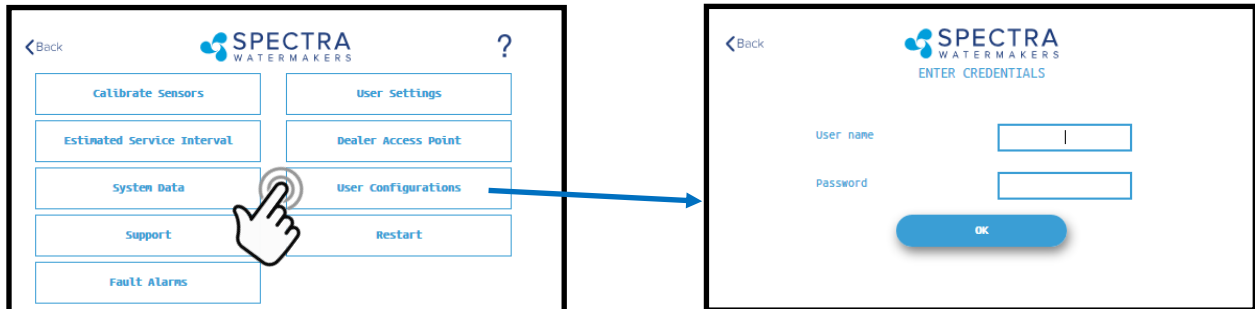 Back
SPECTRA
WATERMAKERS
?
Calibrate Sensors
User Settings
Estimated Service Interval
Dealer Access Point
System Data
User Configurations
Support
Restart
Fault Alarms
Back
SPECTRA
WATERMAKERS
ENTER CREDENTIALS
User name
Password
OK